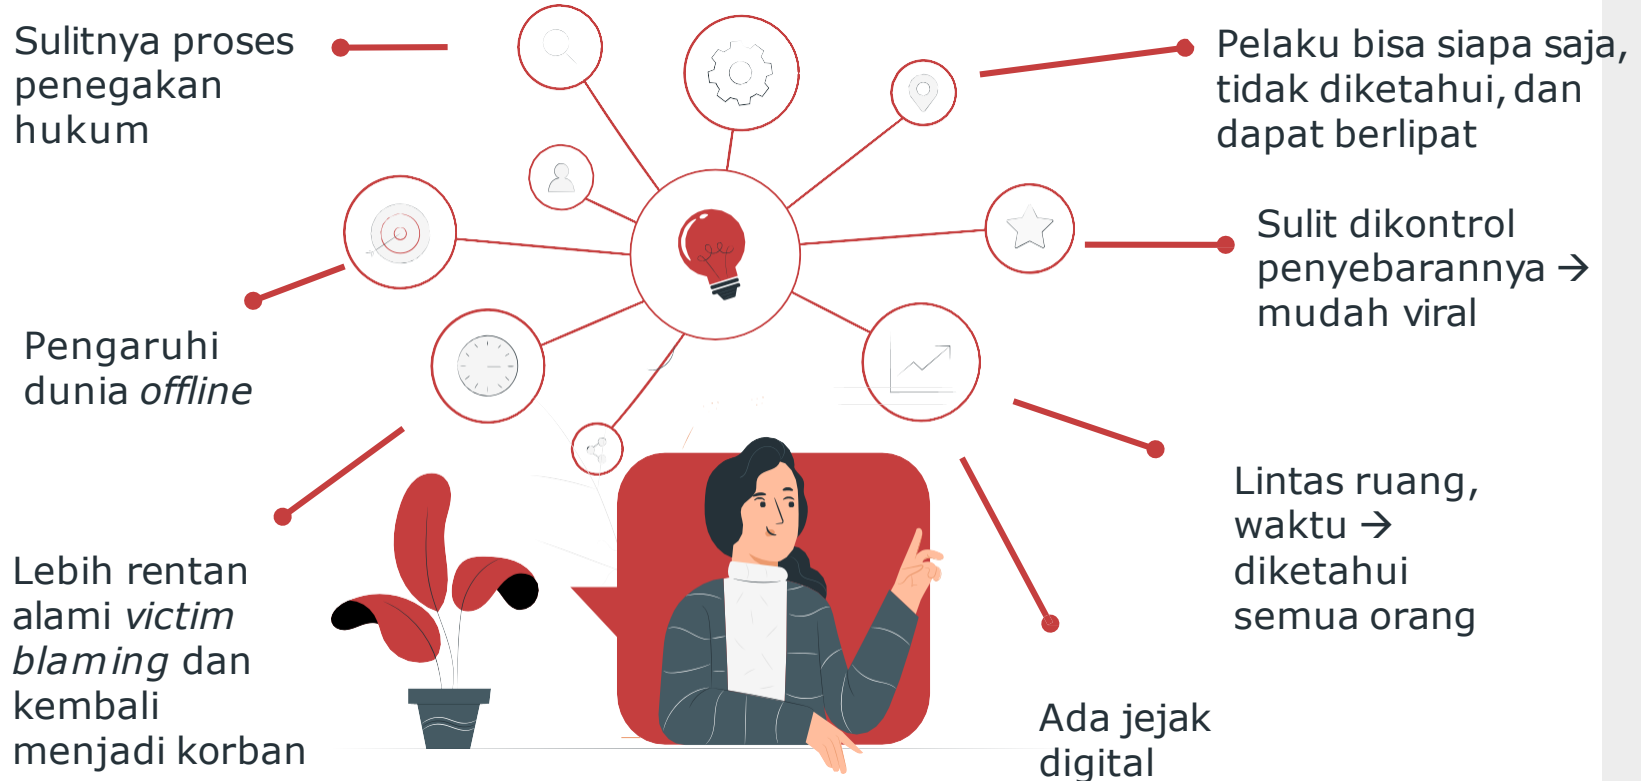 Sulitnya proses
penegakan
hukum
Pelaku bisa siapa saja,
tidak diketahui, dan
dapat berlipat
Sulit dikontrol
penyebarannya →
mudah viral
Pengaruhi
dunia offline
Lintas ruang,
waktu →
diketahui
semua orang
Lebih rentan
alami victim
blaming dan
kembali
menjadi korban
Ada jejak
digital